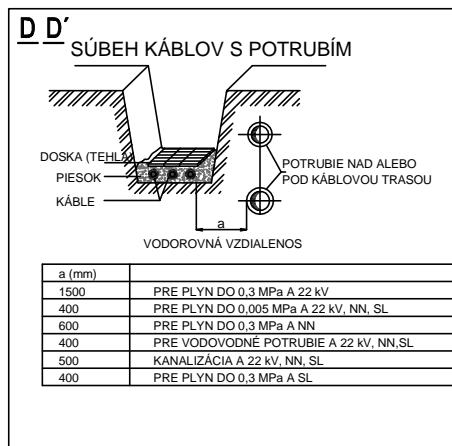 D D′
SÚBEH KÁBLOV S POTRUBÍM
DOSKA (TEHLA)
PIESOK
KÁBLE
POTRUBIE NAD ALEBO
POD KÁBLOVOU TRASOU
a
VODOROVNÁ VZDIALENOS
a (mm)
1500 PRE PLYN DO 0,3 MPa A 22 kV
400 PRE PLYN DO 0,005 MPa A 22 kV, NN, SL
600 PRE PLYN DO 0,3 MPa A NN
400 PRE VODOVODNÉ POTRUBIE A 22 kV, NN,SL
500 KANALIZÁCIA A 22 kV, NN, SL
400 PRE PLYN DO 0,3 MPa A SL